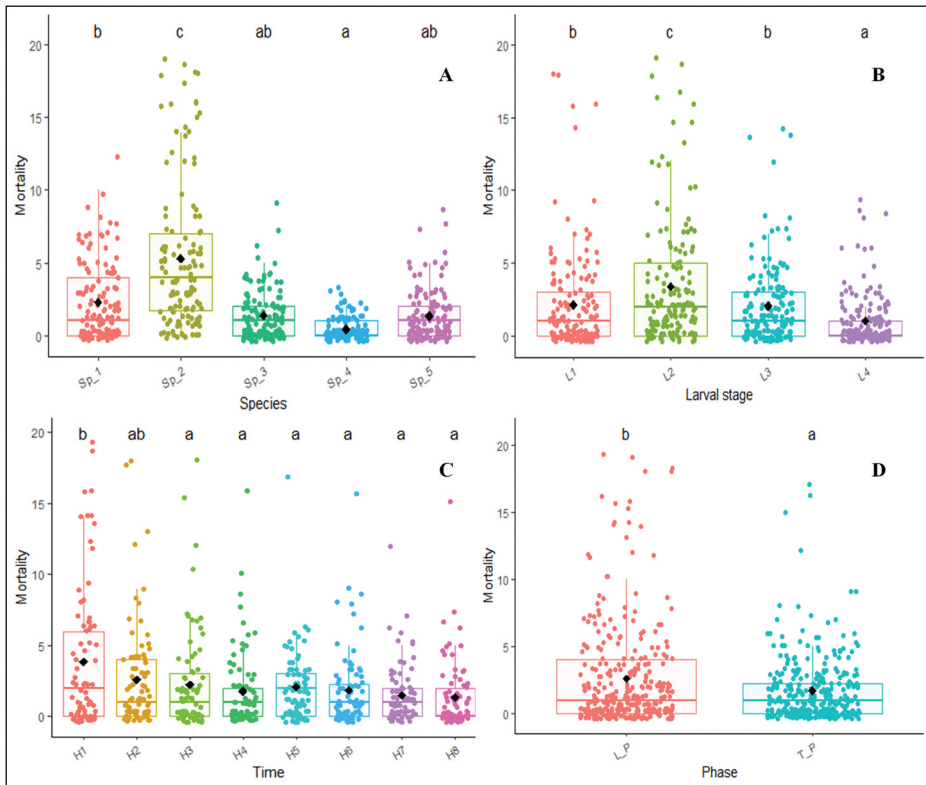 b c ab a ab
A
Mortality
20
15
10
5
0
Sp_1 Sp_2 Sp_3 Sp_4 Sp_5
Species
b c b a
B
Mortality
20
15
10
5
0
L1 L2 L3 L4
Larval stage
b ab a a a a a a
C
Mortality
20
15
10
5
0
H1 H2 H3 H4 H5 H6 H7 H8
Time
b a
D
Mortality
20
15
10
5
0
L_P T_P
Phase